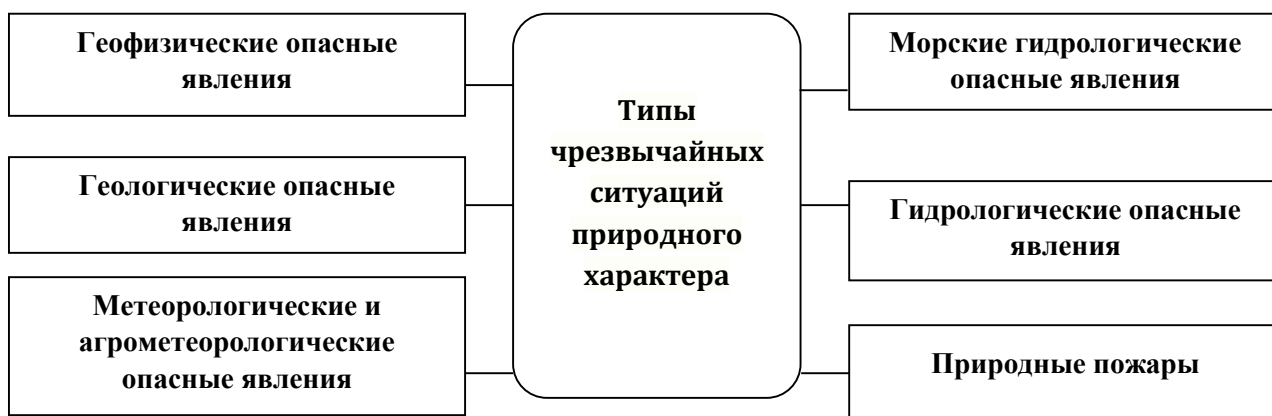 Геофизические опасные
явления
Геологические опасные
явления
Метеорологические и
агрометеорологические
опасные явления
Типы
чрезвычайных
ситуаций
природного
характера
Морские гидрологические
опасные явления
Гидрологические опасные
явления
Природные пожары